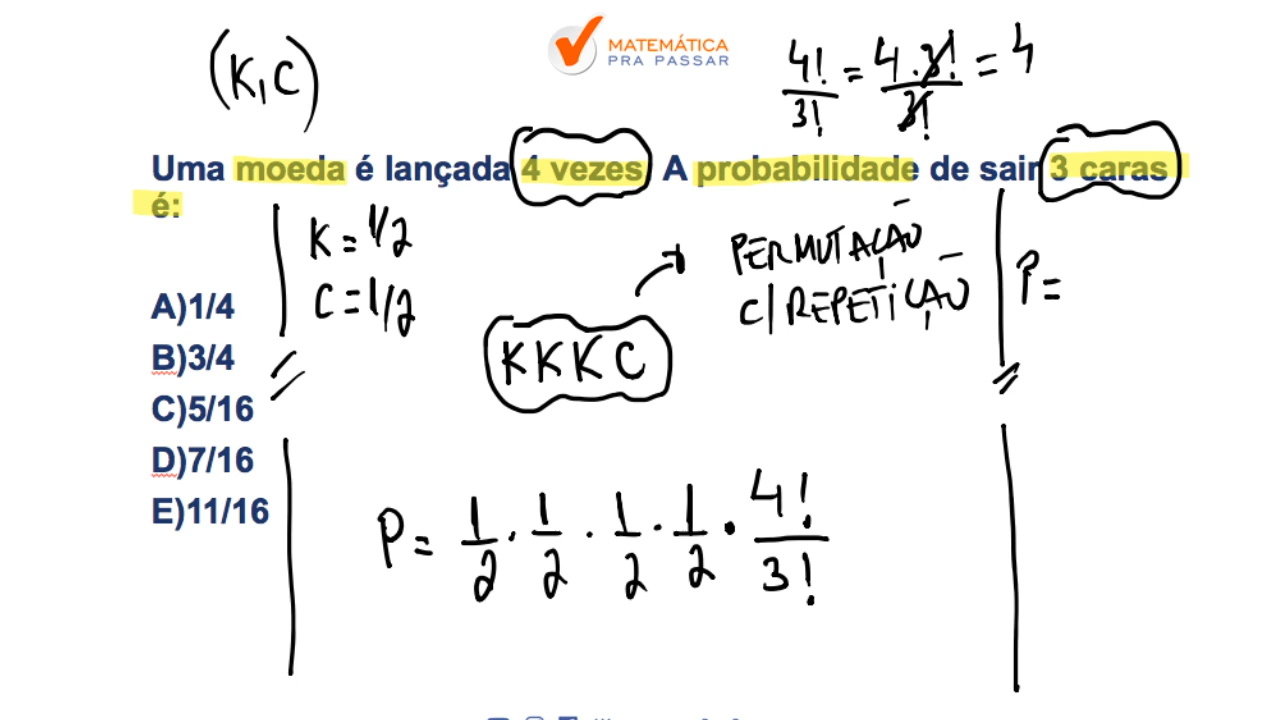 (K,C)
MATEMÁTICA
PRA PASSAR
4!/3! = 4.3!/3! = 4
Uma moeda é lançada 4 vezes. A probabilidade de sair 3 caras
é:
K = 1/2
C = 1/2
PERMUTAÇÃO
C/ REPETIÇÃO
P =
A)1/4
B)3/4
C)5/16
D)7/16
E)11/16
KKKC
P = 1/2 . 1/2 . 1/2 . 1/2 . 4!/3!